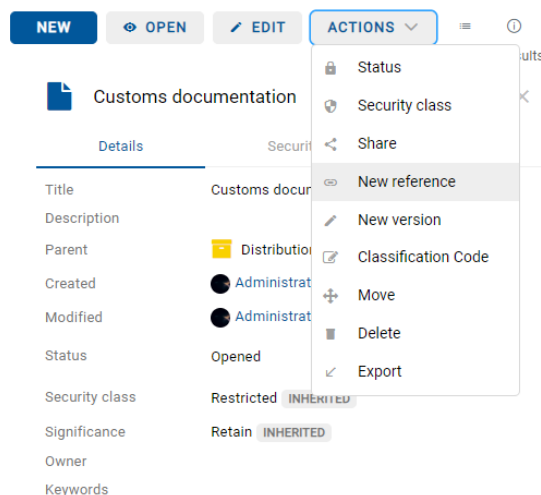 NEW OPEN EDIT ACTIONS
Status
Customs documentation
Security class
Details
Share
Title Customs
New reference
Description
New version
Parent
Classification Code
Created
Move
Modified
Delete
Status Opened
Export
Security class Restricted INHERITED
Significance Retain INHERITED
Owner
Keywords